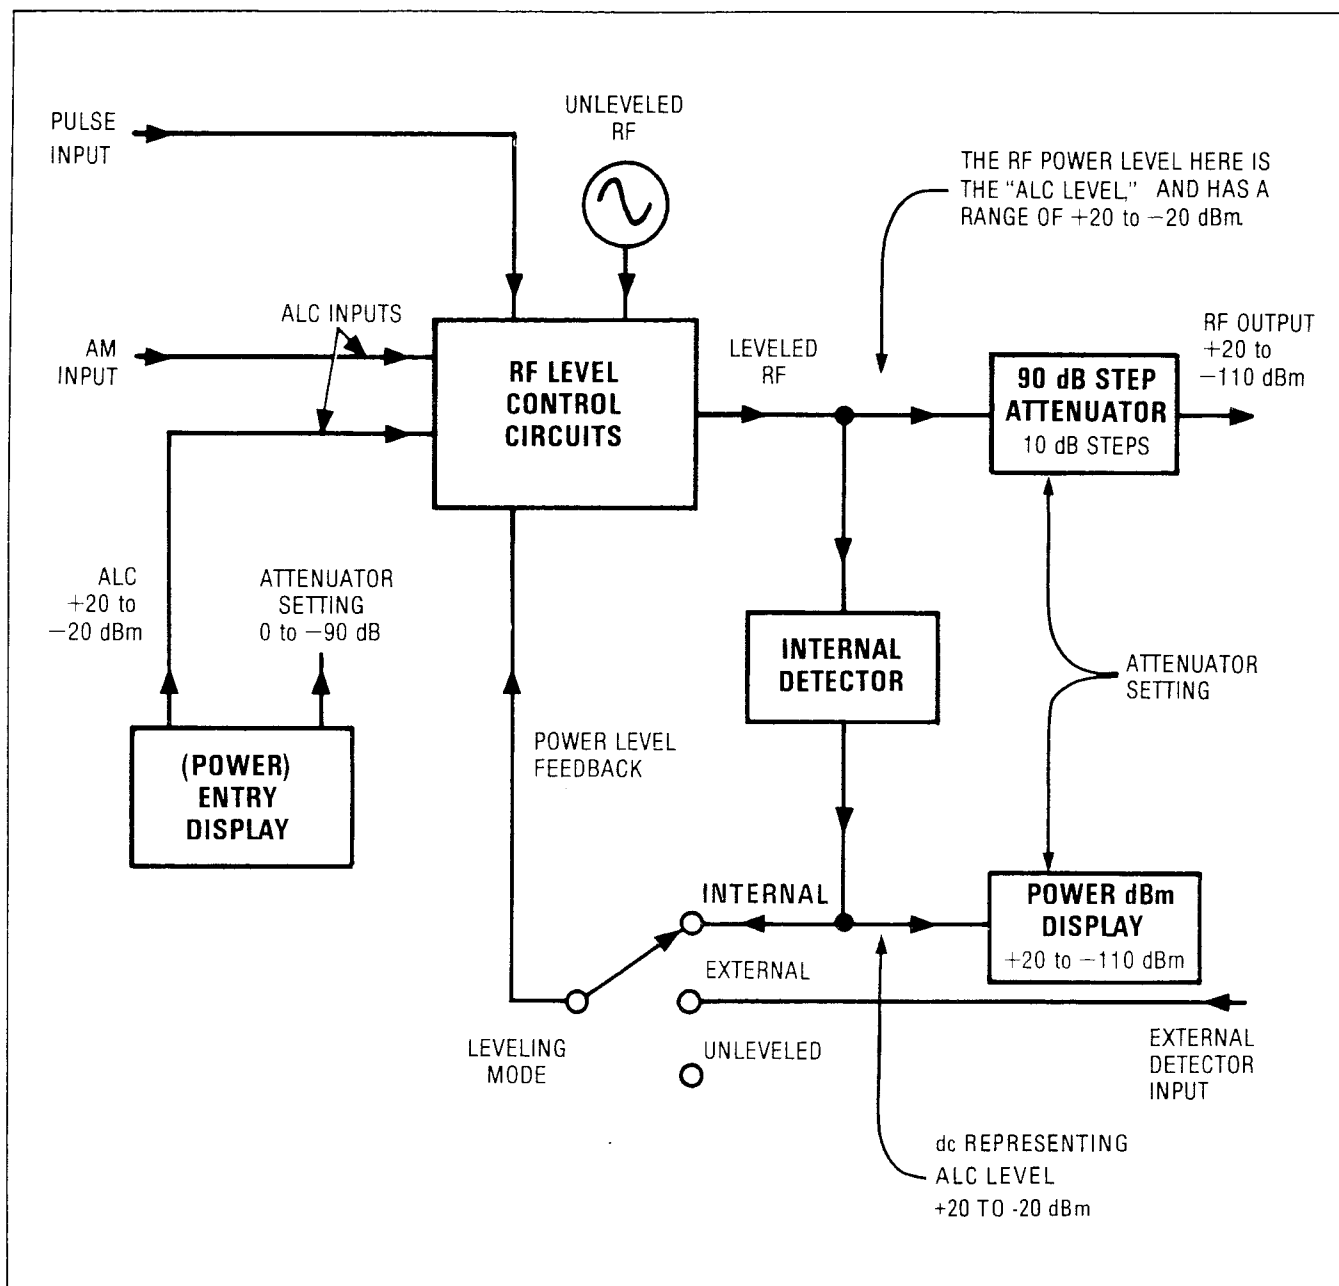 PULSE
INPUT
UNLEVELED
RF
THE RF POWER LEVEL HERE IS
THE “ALC LEVEL,” AND HAS A
RANGE OF +20 to −20 dBm.
ALC INPUTS
AM
INPUT
RF LEVEL
CONTROL
CIRCUITS
LEVELED
RF
90 dB STEP
ATTENUATOR
10 dB STEPS
RF OUTPUT
+20 to
−110 dBm
ALC
+20 to
−20 dBm
ATTENUATOR
SETTING
0 to −90 dB
INTERNAL
DETECTOR
ATTENUATOR
SETTING
(POWER)
ENTRY
DISPLAY
POWER LEVEL
FEEDBACK
INTERNAL
POWER dBm
DISPLAY
+20 to −110 dBm
EXTERNAL
LEVELING
MODE
UNLEVELED
EXTERNAL
DETECTOR
INPUT
dc REPRESENTING
ALC LEVEL
+20 TO -20 dBm